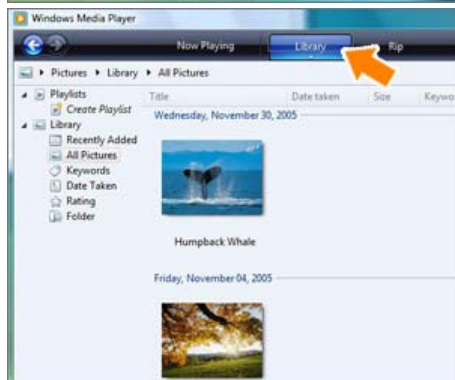 Windows Media Player
Now Playing Library Rip
Pictures Library All Pictures
Playlists
Create Playlist
Library
Recently Added
All Pictures
Keywords
Date Taken
Rating
Folder
Title Date taken Size Keywo
Wednesday, November 30, 2005
Humpback Whale
Friday, November 04, 2005